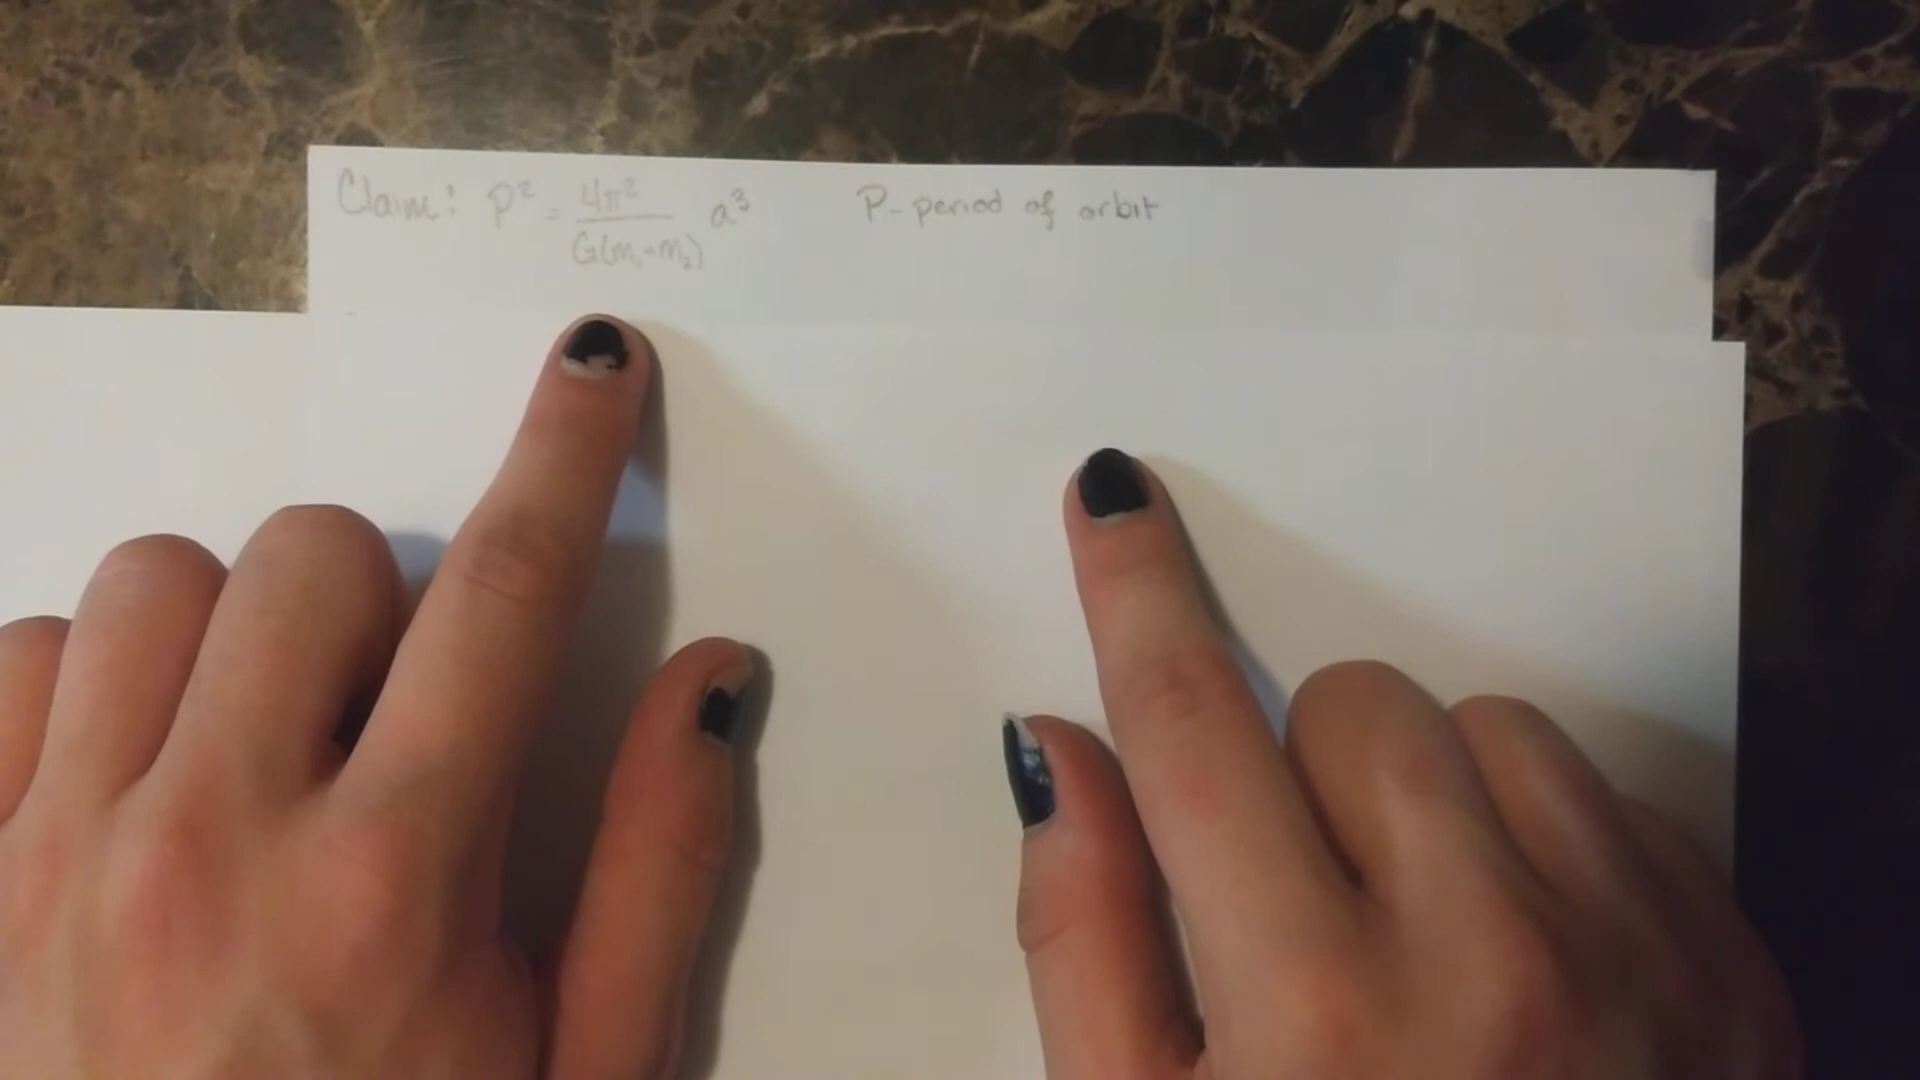 Claim: P² = 4π² / G(m₁+m₂) a³ P - period of orbit